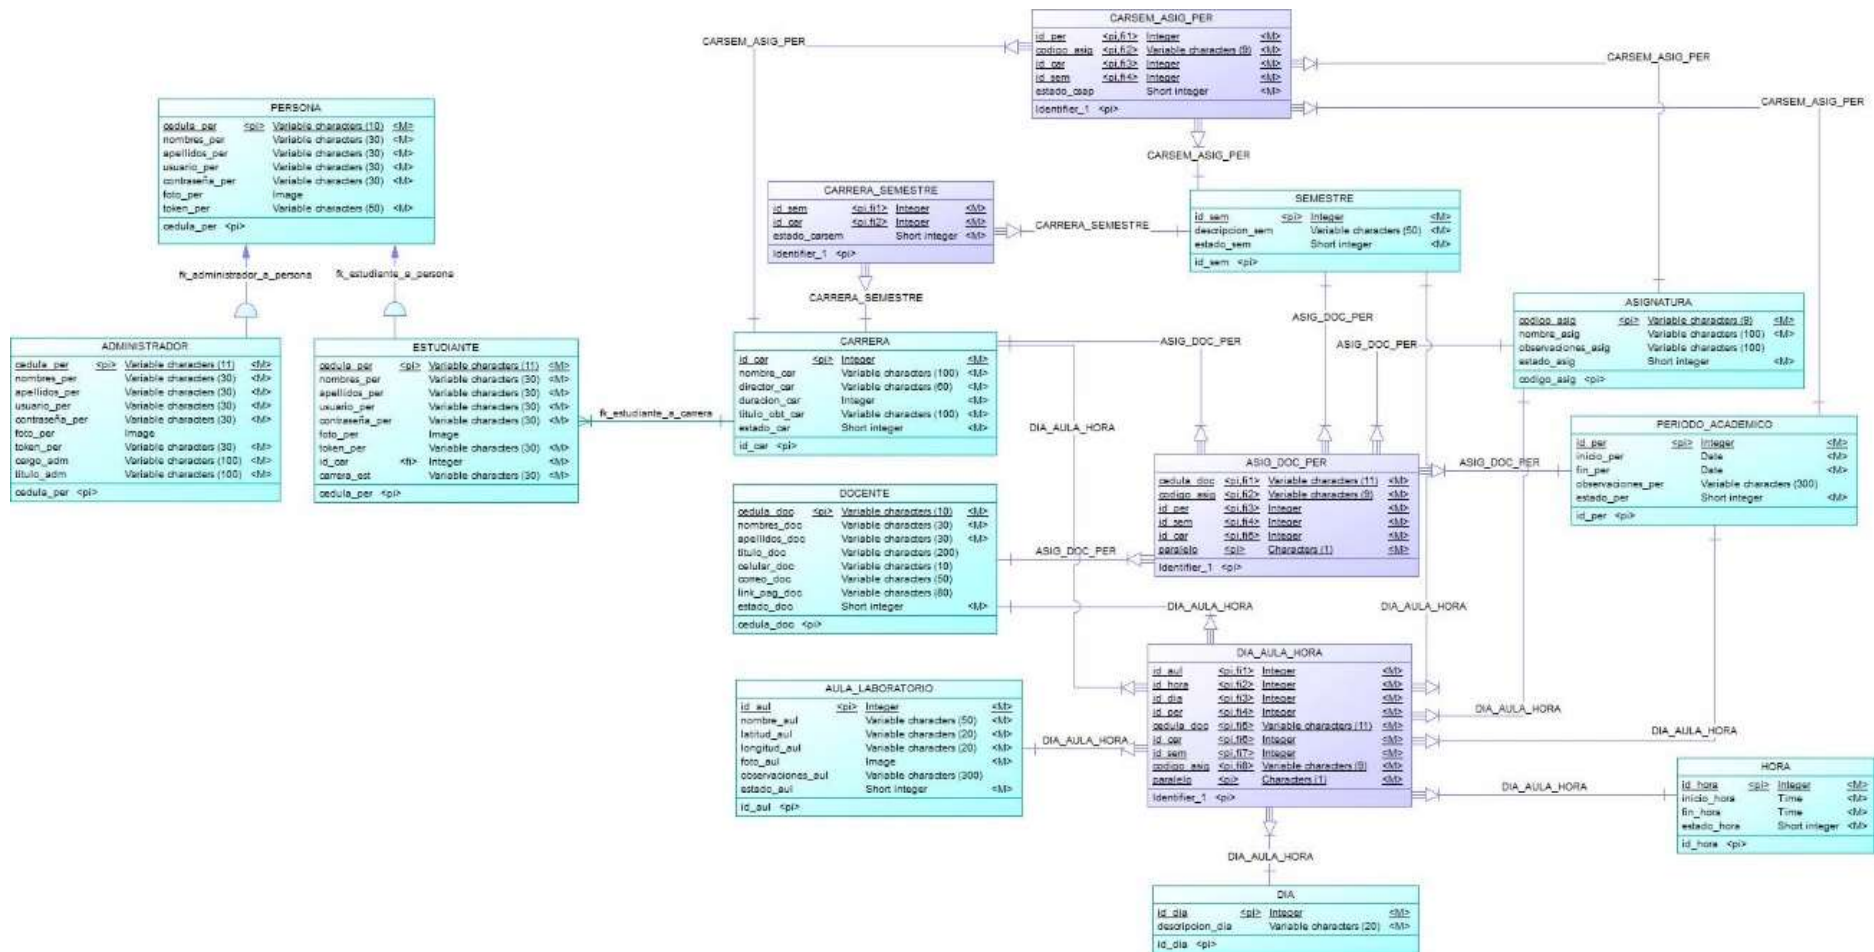 CARSEM_ASIG_PER
id_per <pi,fi1> Integer <M>
codigo_asig <pi,fi2> Variable characters (9) <M>
id_car <pi,fi3> Integer <M>
id_sem <pi,fi4> Integer <M>
estado_csap Short integer <M>
Identifier_1 <pi>
CARSEM_ASIG_PER
CARSEM_ASIG_PER
CARSEM_ASIG_PER
CARSEM_ASIG_PER
PERSONA
cedula_per <pi> Variable characters (10) <M>
nombres_per Variable characters (30) <M>
apellidos_per Variable characters (30) <M>
usuario_per Variable characters (30) <M>
contraseña_per Variable characters (30) <M>
foto_per Image
token_per Variable characters (50) <M>
cedula_per <pi>
fk_administrador_a_persona
fk_estudiante_a_persona
CARRERA_SEMESTRE
id_sem <pi,fi1> Integer <M>
id_car <pi,fi2> Integer <M>
estado_carsem Short integer <M>
Identifier_1 <pi>
CARRERA_SEMESTRE
CARRERA_SEMESTRE
SEMESTRE
id_sem <pi> Integer <M>
descripcion_sem Variable characters (50) <M>
estado_sem Short integer <M>
id_sem <pi>
ADMINISTRADOR
cedula_per <pi> Variable characters (11) <M>
nombres_per Variable characters (30) <M>
apellidos_per Variable characters (30) <M>
usuario_per Variable characters (30) <M>
contraseña_per Variable characters (30) <M>
foto_per Image
token_per Variable characters (30) <M>
cargo_adm Variable characters (100) <M>
titulo_adm Variable characters (100) <M>
cedula_per <pi>
ESTUDIANTE
cedula_per <pi> Variable characters (11) <M>
nombres_per Variable characters (30) <M>
apellidos_per Variable characters (30) <M>
usuario_per Variable characters (30) <M>
contraseña_per Variable characters (30) <M>
foto_per Image
token_per Variable characters (30) <M>
id_car <fi> Integer <M>
carrera_est Variable characters (30) <M>
cedula_per <pi>
fk_estudiante_a_carrera
CARRERA
id_car <pi> Integer <M>
nombre_car Variable characters (100) <M>
director_car Variable characters (60) <M>
duracion_car Integer <M>
titulo_obt_car Variable characters (100) <M>
estado_car Short integer <M>
id_car <pi>
ASIG_DOC_PER
ASIG_DOC_PER
ASIG_DOC_PER
DIA_AULA_HORA
ASIGNATURA
codigo_asig <pi> Variable characters (9) <M>
nombre_asig Variable characters (100) <M>
observaciones_asig Variable characters (100)
estado_asig Short integer <M>
codigo_asig <pi>
PERIODO_ACADEMICO
id_per <pi> Integer <M>
inicio_per Date <M>
fin_per Date <M>
observaciones_per Variable characters (300)
estado_per Short integer <M>
id_per <pi>
ASIG_DOC_PER
cedula_doc <pi,fi1> Variable characters (11) <M>
codigo_asig <pi,fi2> Variable characters (9) <M>
id_per <pi,fi3> Integer <M>
id_sem <pi,fi4> Integer <M>
id_car <pi,fi5> Integer <M>
paralelo <pi> Characters (1) <M>
Identifier_1 <pi>
ASIG_DOC_PER
DOCENTE
cedula_doc <pi> Variable characters (10) <M>
nombres_doc Variable characters (30) <M>
apellidos_doc Variable characters (30) <M>
titulo_doc Variable characters (200)
celular_doc Variable characters (10)
correo_doc Variable characters (50)
link_pag_doc Variable characters (80)
estado_doc Short integer <M>
cedula_doc <pi>
ASIG_DOC_PER
DIA_AULA_HORA
DIA_AULA_HORA
DIA_AULA_HORA
id_aul <pi,fi1> Integer <M>
id_hora <pi,fi2> Integer <M>
id_dia <pi,fi3> Integer <M>
id_per <pi,fi4> Integer <M>
cedula_doc <pi,fi5> Variable characters (11) <M>
id_car <pi,fi6> Integer <M>
id_sem <pi,fi7> Integer <M>
codigo_asig <pi,fi8> Variable characters (9) <M>
paralelo <pi> Characters (1) <M>
Identifier_1 <pi>
AULA_LABORATORIO
id_aul <pi> Integer <M>
nombre_aul Variable characters (50) <M>
latitud_aul Variable characters (20) <M>
longitud_aul Variable characters (20) <M>
foto_aul Image <M>
observaciones_aul Variable characters (300)
estado_aul Short integer <M>
id_aul <pi>
DIA_AULA_HORA
DIA_AULA_HORA
DIA_AULA_HORA
HORA
id_hora <pi> Integer <M>
inicio_hora Time <M>
fin_hora Time <M>
estado_hora Short integer <M>
id_hora <pi>
DIA_AULA_HORA
DIA
id_dia <pi> Integer <M>
descripcion_dia Variable characters (20) <M>
id_dia <pi>